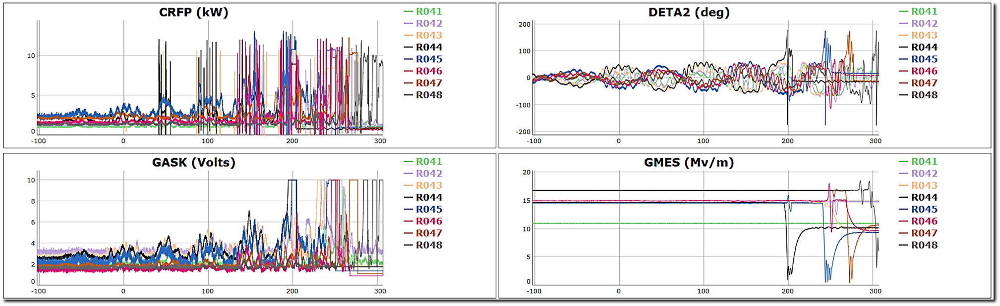 CRFP (kW)
10
5
0
-100 0 100 200 300
R041
R042
R043
R044
R045
R046
R047
R048
DETA2 (deg)
200
100
0
-100
-200
-100 0 100 200 300
R041
R042
R043
R044
R045
R046
R047
R048
GASK (Volts)
10
8
6
4
2
0
-100 0 100 200 300
R041
R042
R043
R044
R045
R046
R047
R048
GMES (Mv/m)
20
15
10
5
0
-100 0 100 200 300
R041
R042
R043
R044
R045
R046
R047
R048